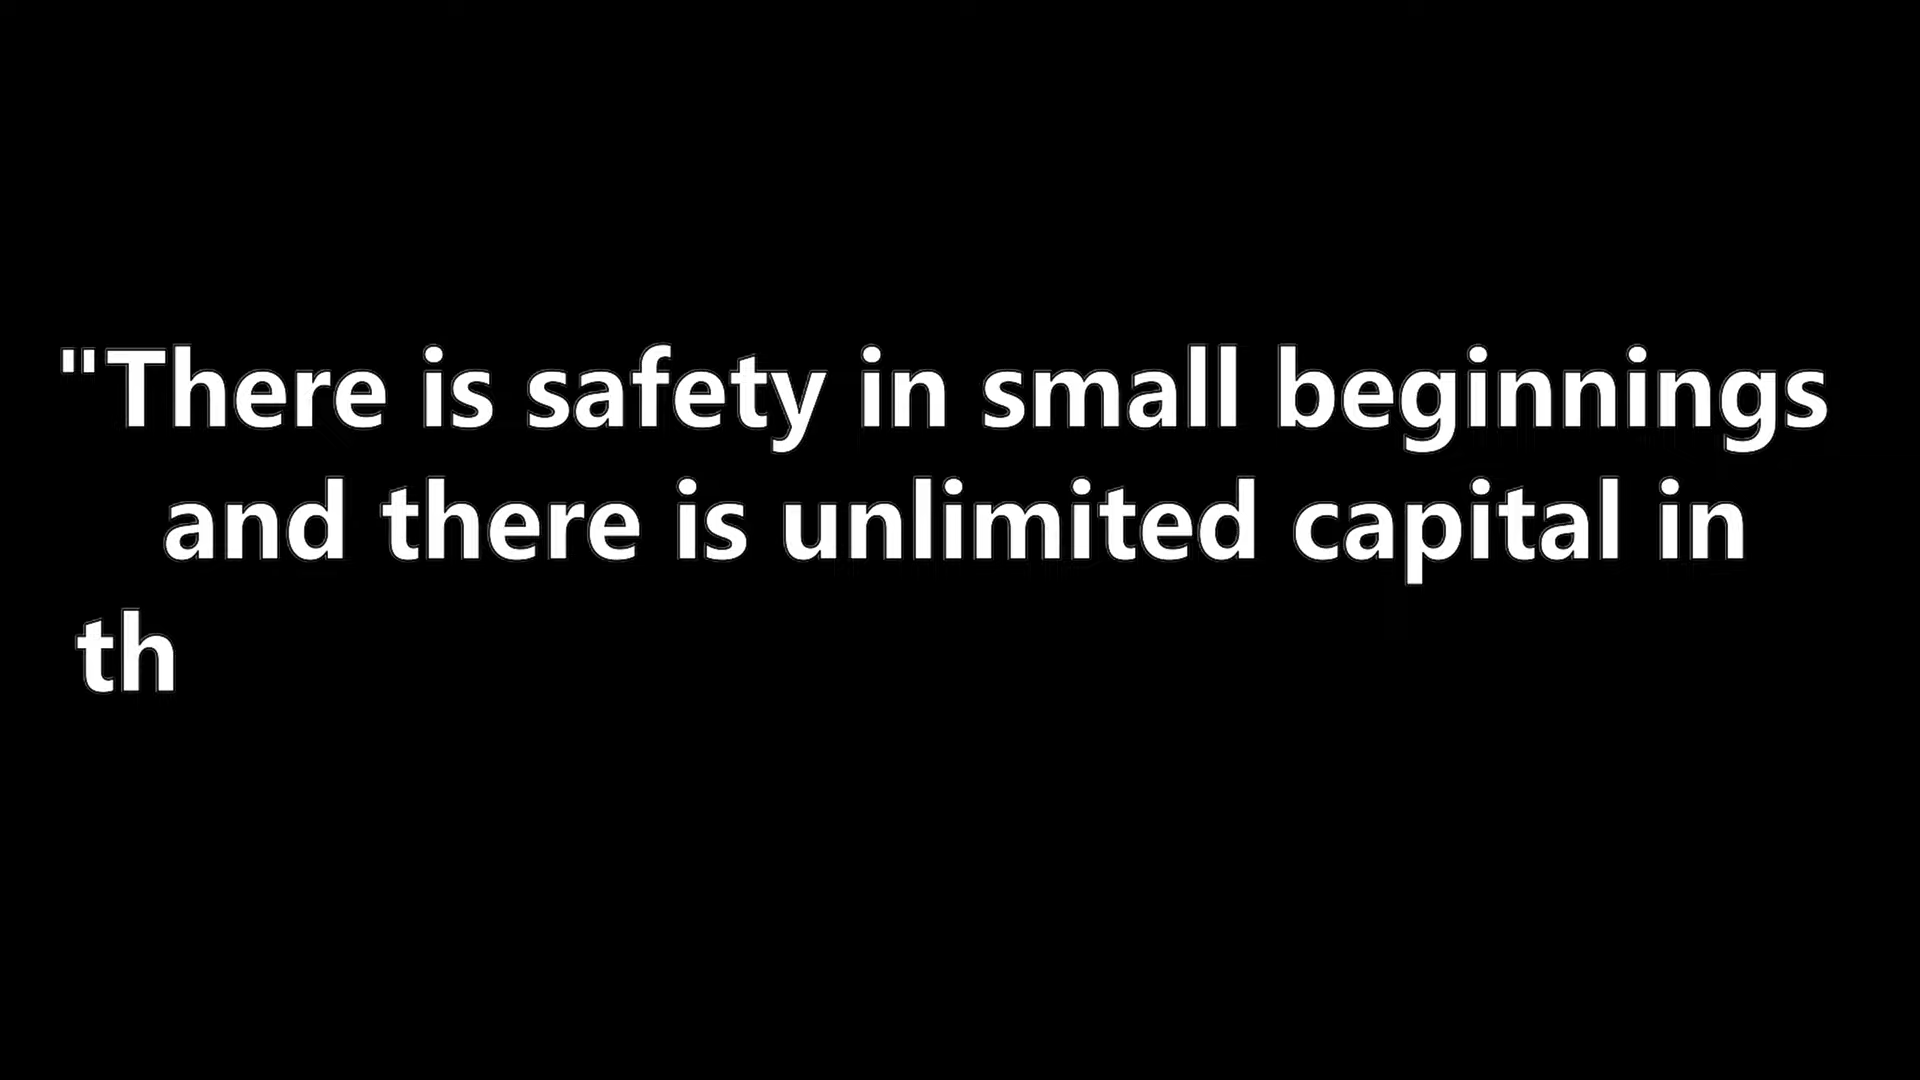 "There is safety in small beginnings
and there is unlimited capital in
th